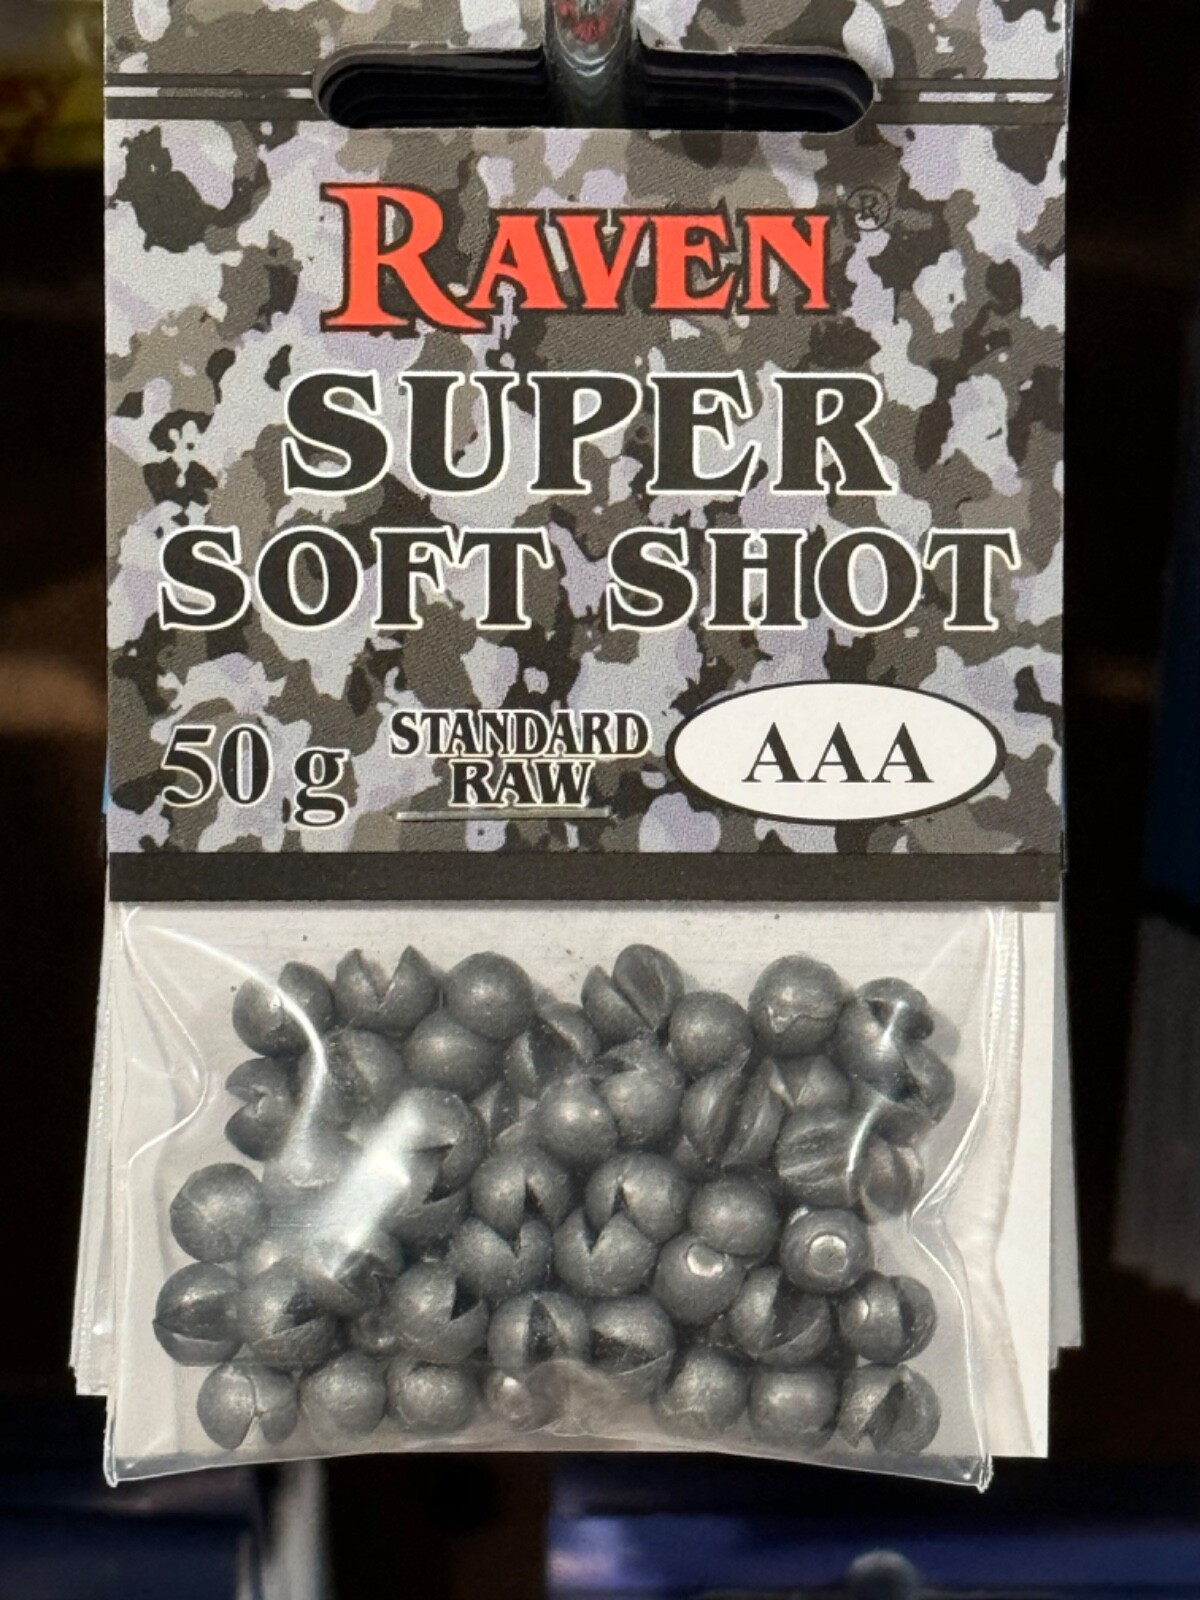 RAVEN®
SUPER
SOFT SHOT
50 g
STANDARD
RAW
AAA